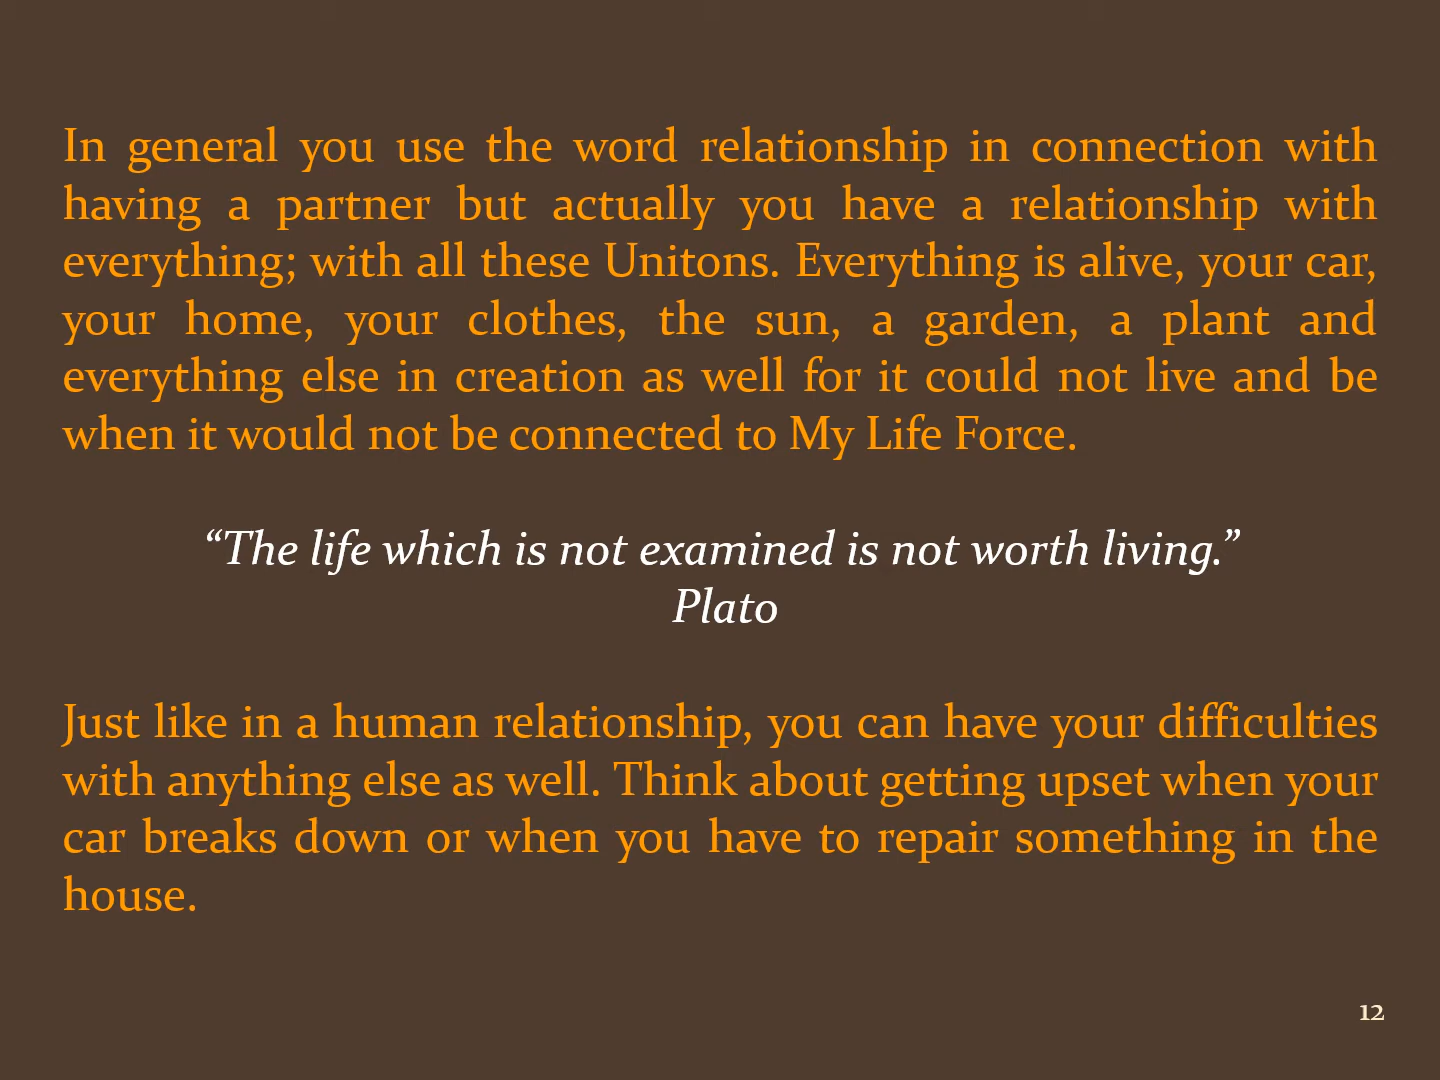 In general you use the word relationship in connection with
having a partner but actually you have a relationship with
everything; with all these Unitons. Everything is alive, your car,
your home, your clothes, the sun, a garden, a plant and
everything else in creation as well for it could not live and be
when it would not be connected to My Life Force.
“The life which is not examined is not worth living.”
Plato
Just like in a human relationship, you can have your difficulties
with anything else as well. Think about getting upset when your
car breaks down or when you have to repair something in the
house.
12